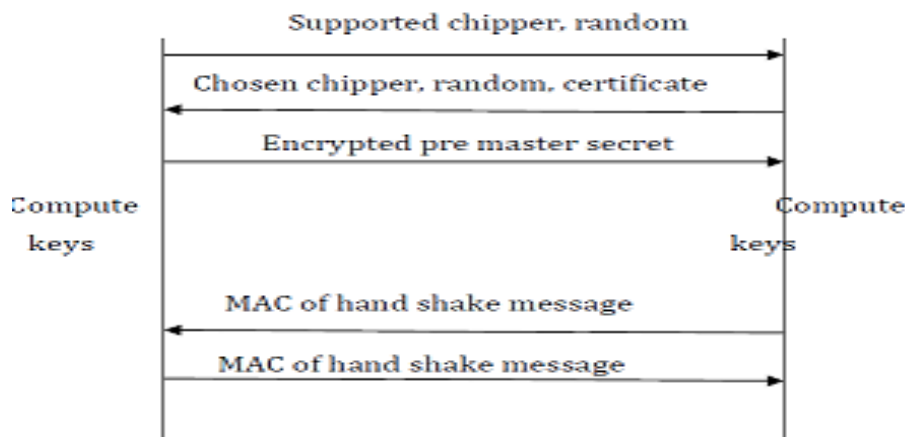 Supported chipper, random
Chosen chipper, random, certificate
Encrypted pre master secret
Compute
keys
Compute
keys
MAC of hand shake message
MAC of hand shake message